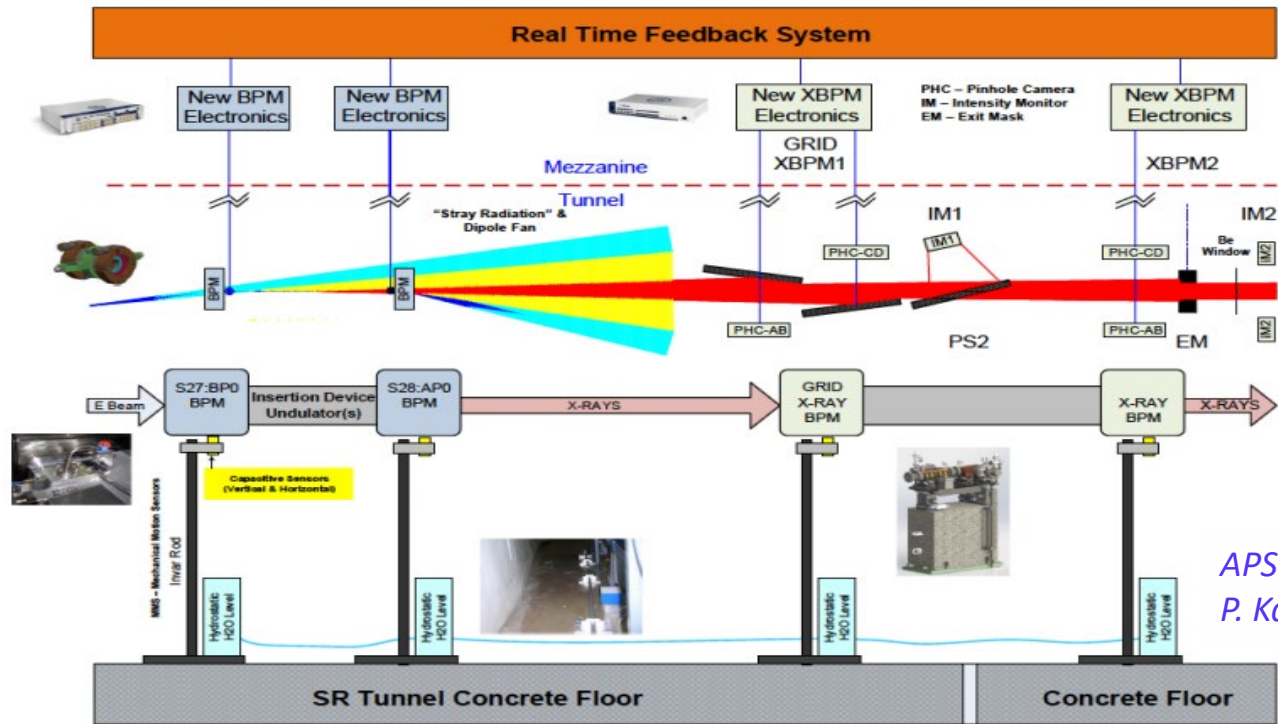 Real Time Feedback System
New BPM
Electronics
New BPM
Electronics
New XBPM
Electronics
PHC – Pinhole Camera
IM – Intensity Monitor
EM – Exit Mask
New XBPM
Electronics
GRID
XBPM1
XBPM2
Mezzanine
Tunnel
"Stray Radiation" &
Dipole Fan
IM1
IM2
IM1
Be
Window
PHC-CD
PHC-CD
IM2
BPM
BPM
PHC-AB
PS2
PHC-AB
EM
IM2
E Beam
S27:BP0
BPM
Insertion Device
Undulator(s)
S28:AP0
BPM
X-RAYS
GRID
X-RAY
BPM
X-RAY
BPM
X-RAYS
Capacitive Sensors
(Vertical & Horizontal)
MMS – Mechanical Motion Sensors
Invar Rod
APS
P.
Hydrostatic
H2O Level
Hydrostatic
H2O Level
Hydrostatic
H2O Level
Hydrostatic
H2O Level
SR Tunnel Concrete Floor
Concrete Floor